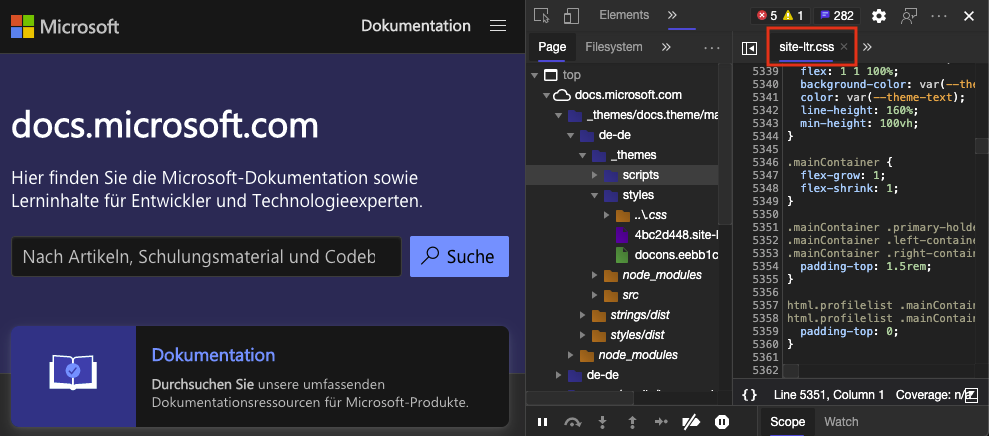 Microsoft
Dokumentation
docs.microsoft.com
Hier finden Sie die Microsoft-Dokumentation sowie
Lerninhalte für Entwickler und Technologieexperten.
Nach Artikeln, Schulungsmaterial und Codeb
Suche
Dokumentation
Durchsuchen Sie unsere umfassenden
Dokumentationsressourcen für Microsoft-Produkte.
Elements » 5 1 282 ···
Page Filesystem » ···
top
docs.microsoft.com
_themes/docs.theme/ma
de-de
_themes
scripts
styles
..\.css
4bc2d448.site-l
docons.eebb1c
node_modules
src
strings/dist
styles/dist
node_modules
de-de
site-ltr.css × »
5339 flex: 1 1 100%;
5340 background-color: var(--the
5341 color: var(--theme-text);
5342 line-height: 160%;
5343 min-height: 100vh;
5344 }
5345
5346 .mainContainer {
5347 flex-grow: 1;
5348 flex-shrink: 1;
5349 }
5350
5351 .mainContainer .primary-holde
5352 .mainContainer .left-containe
5353 .mainContainer .right-contain
5354 padding-top: 1.5rem;
5355 }
5356
5357 html.profilelist .mainContain
5358 html.profilelist .mainContain
5359 padding-top: 0;
5360 }
5361
5362
{} Line 5351, Column 1 Coverage: n/a
Scope Watch